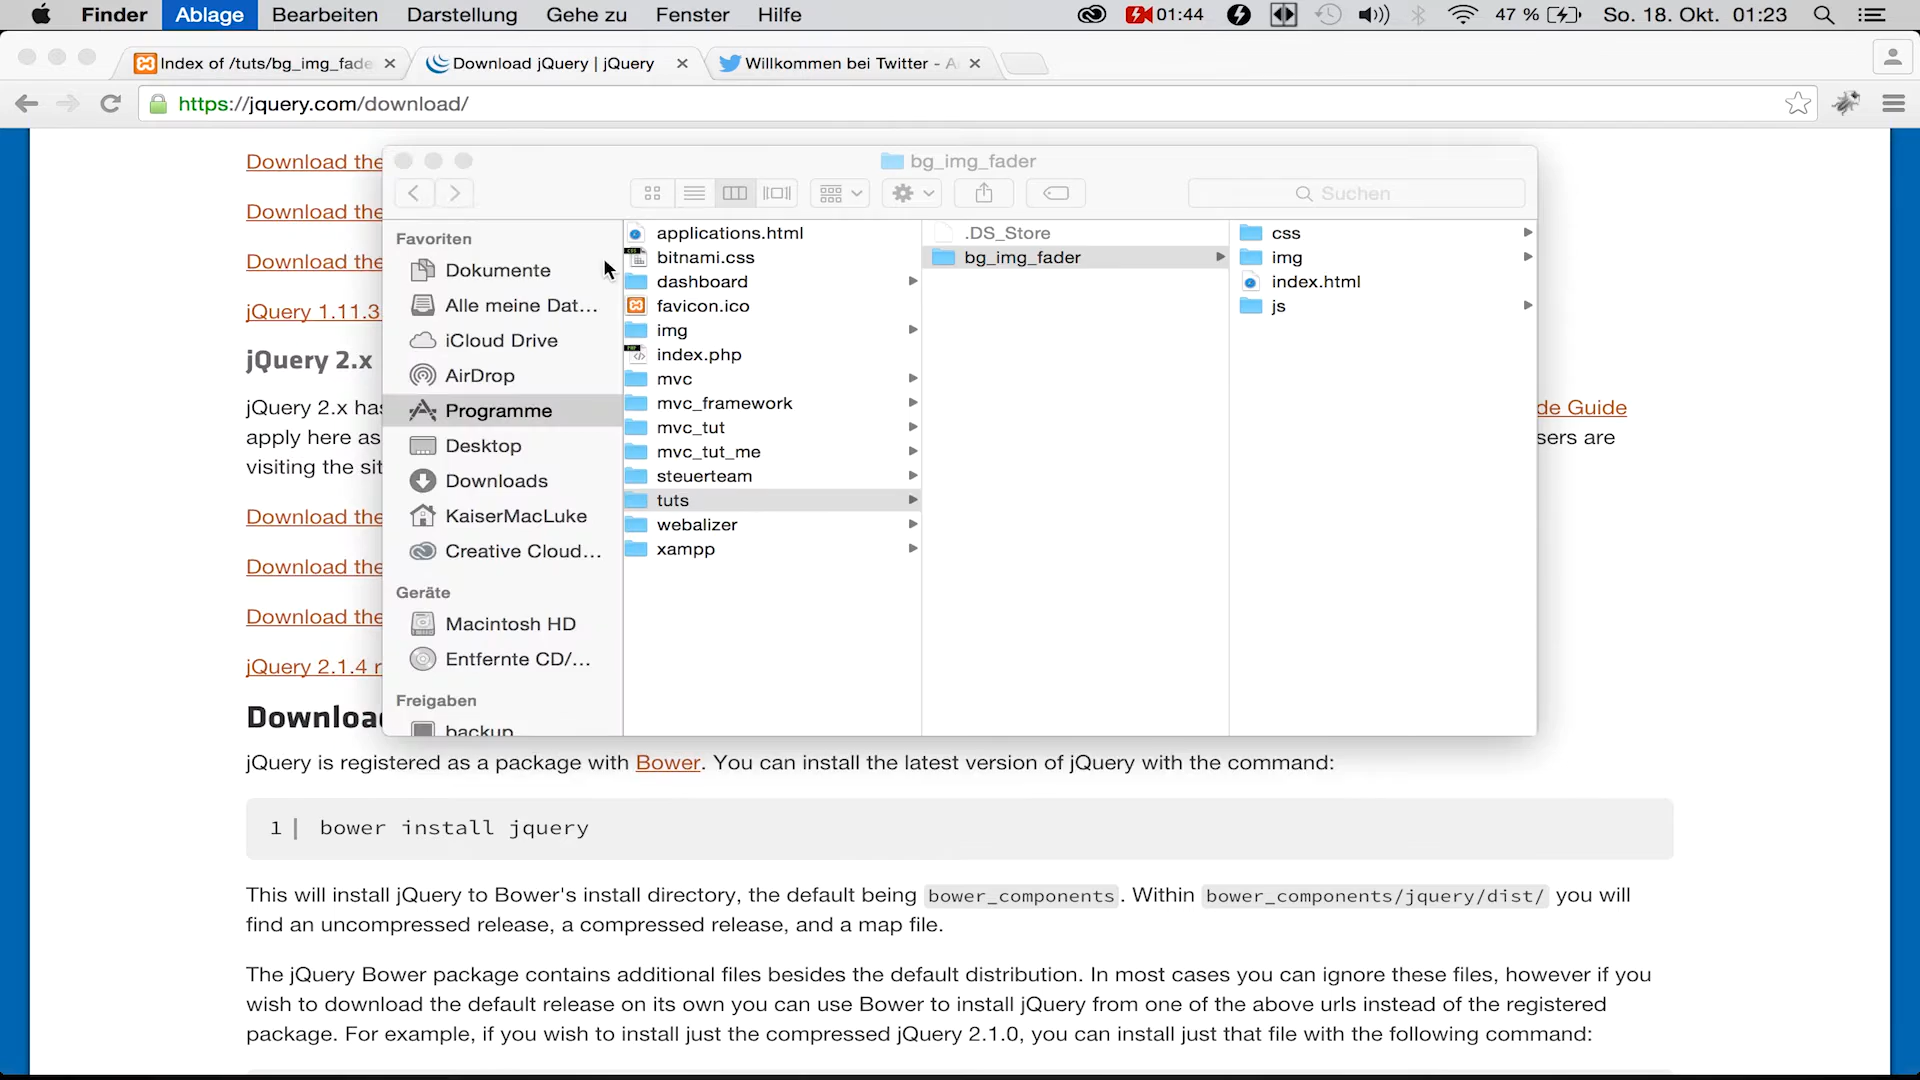 Finder Ablage Bearbeiten Darstellung Gehe zu Fenster Hilfe 01:44 47 % So. 18. Okt. 01:23
Index of /tuts/bg_img_fade Download jQuery | jQuery Willkommen bei Twitter - A
https://jquery.com/download/
Download the
Download the
Download the
jQuery 1.11.3
jQuery 2.x
jQuery 2.x has de Guide
apply here as sers are
visiting the sit
Download the
Download the
Download the
jQuery 2.1.4 r
Download
bg_img_fader
Suchen
Favoriten
Dokumente
Alle meine Dat...
iCloud Drive
AirDrop
Programme
Desktop
Downloads
KaiserMacLuke
Creative Cloud...
Geräte
Macintosh HD
Entfernte CD/...
Freigaben
backup
applications.html
bitnami.css
dashboard
favicon.ico
img
index.php
mvc
mvc_framework
mvc_tut
mvc_tut_me
steuerteam
tuts
webalizer
xampp
.DS_Store
bg_img_fader
css
img
index.html
js
jQuery is registered as a package with Bower. You can install the latest version of jQuery with the command:
1 | bower install jquery
This will install jQuery to Bower's install directory, the default being bower_components. Within bower_components/jquery/dist/ you will
find an uncompressed release, a compressed release, and a map file.
The jQuery Bower package contains additional files besides the default distribution. In most cases you can ignore these files, however if you
wish to download the default release on its own you can use Bower to install jQuery from one of the above urls instead of the registered
package. For example, if you wish to install just the compressed jQuery 2.1.0, you can install just that file with the following command: